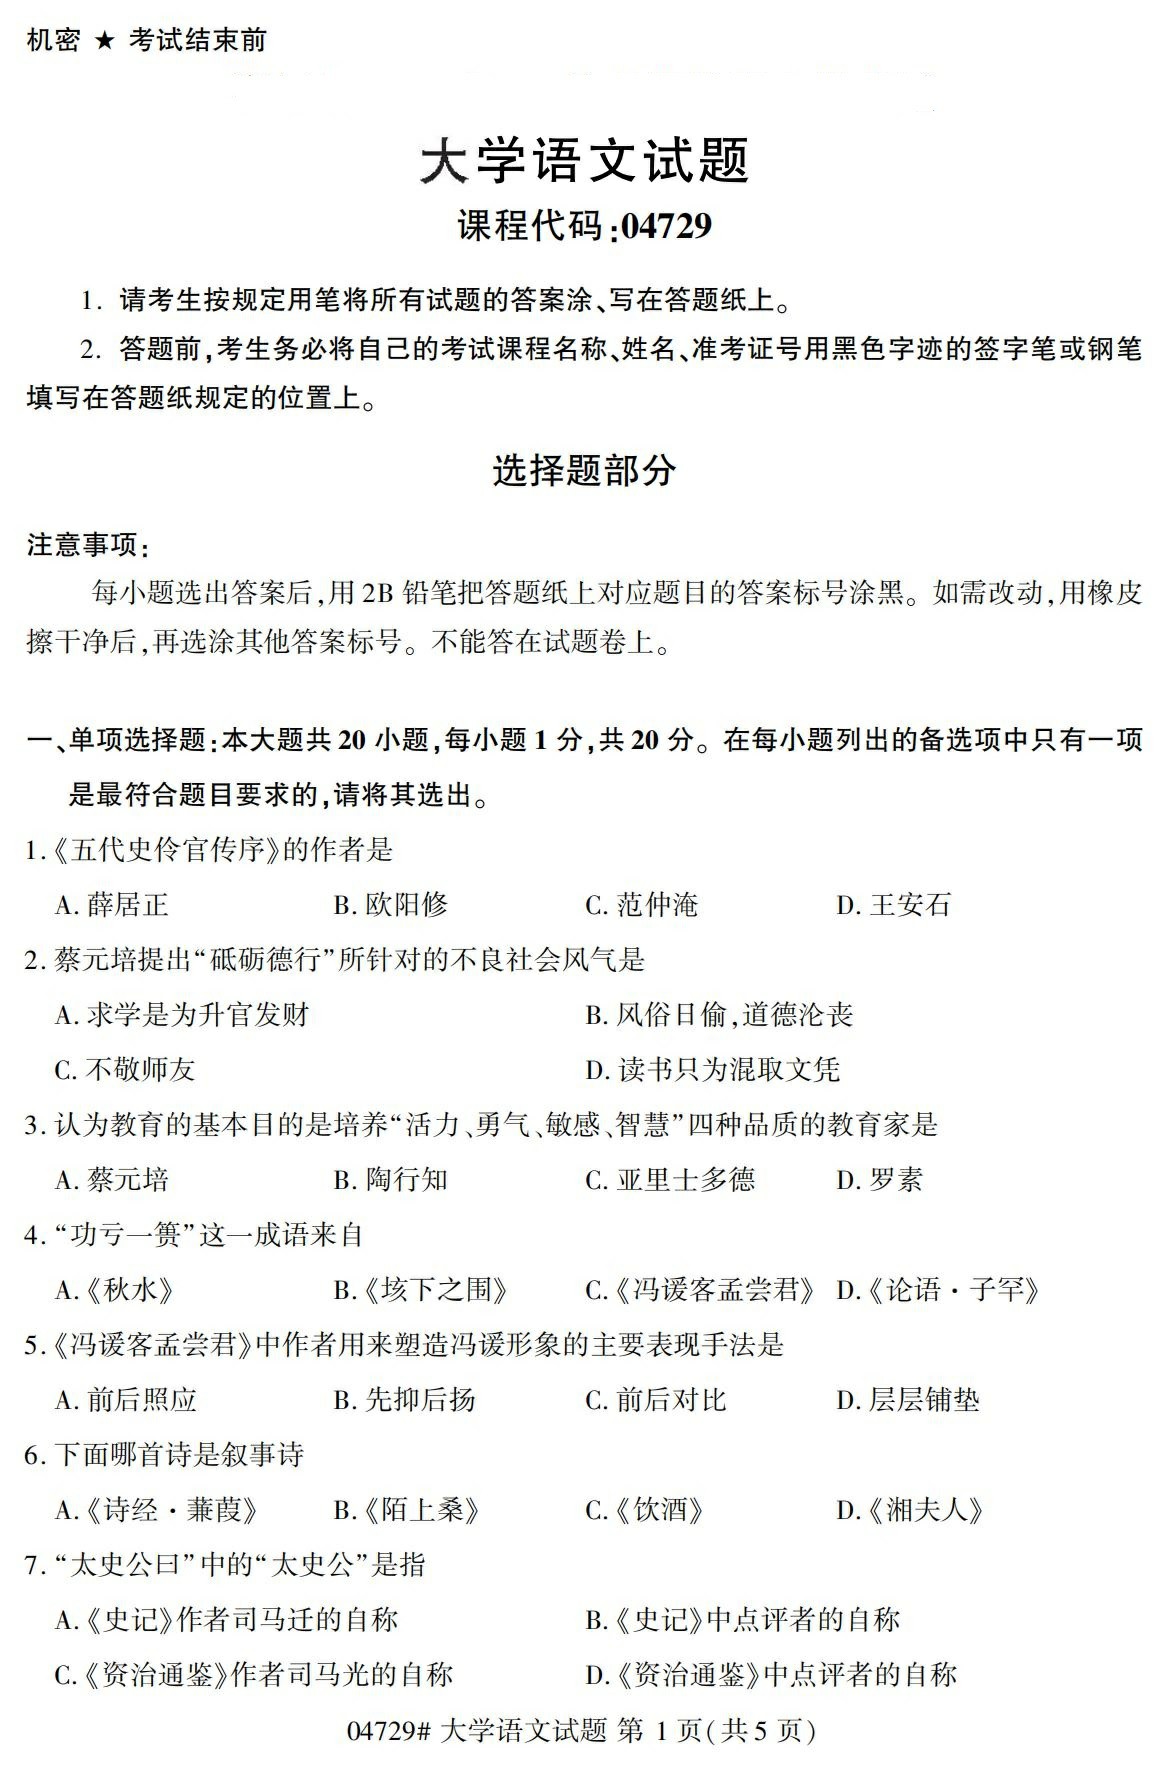 机密 ★ 考试结束前
大学语文试题
课程代码:04729
1. 请考生按规定用笔将所有试题的答案涂、写在答题纸上。
2. 答题前,考生务必将自己的考试课程名称、姓名、准考证号用黑色字迹的签字笔或钢笔
填写在答题纸规定的位置上。
选择题部分
注意事项:
每小题选出答案后,用 2B 铅笔把答题纸上对应题目的答案标号涂黑。如需改动,用橡皮
擦干净后,再选涂其他答案标号。不能答在试题卷上。
一、单项选择题:本大题共 20 小题,每小题 1 分,共 20 分。在每小题列出的备选项中只有一项
是最符合题目要求的,请将其选出。
1.《五代史伶官传序》的作者是
A. 薛居正 B. 欧阳修 C. 范仲淹 D. 王安石
2. 蔡元培提出“砥砺德行”所针对的不良社会风气是
A. 求学是为升官发财 B. 风俗日偷,道德沦丧
C. 不敬师友 D. 读书只为混取文凭
3. 认为教育的基本目的是培养“活力、勇气、敏感、智慧”四种品质的教育家是
A. 蔡元培 B. 陶行知 C. 亚里士多德 D. 罗素
4. “功亏一篑”这一成语来自
A.《秋水》 B.《垓下之围》 C.《冯谖客孟尝君》 D.《论语·子罕》
5.《冯谖客孟尝君》中作者用来塑造冯谖形象的主要表现手法是
A. 前后照应 B. 先抑后扬 C. 前后对比 D. 层层铺垫
6. 下面哪首诗是叙事诗
A.《诗经·蒹葭》 B.《陌上桑》 C.《饮酒》 D.《湘夫人》
7. “太史公曰”中的“太史公”是指
A.《史记》作者司马迁的自称 B.《史记》中点评者的自称
C.《资治通鉴》作者司马光的自称 D.《资治通鉴》中点评者的自称
04729# 大学语文试题 第 1 页(共 5 页)